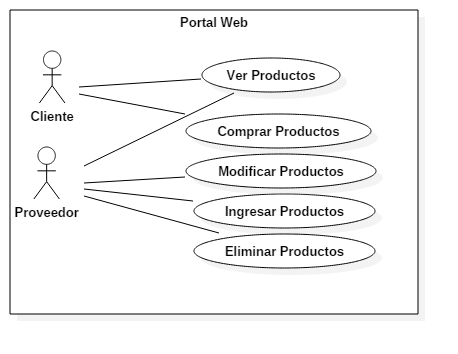 Portal Web
Ver Productos
Cliente
Comprar Productos
Modificar Productos
Proveedor
Ingresar Productos
Eliminar Productos